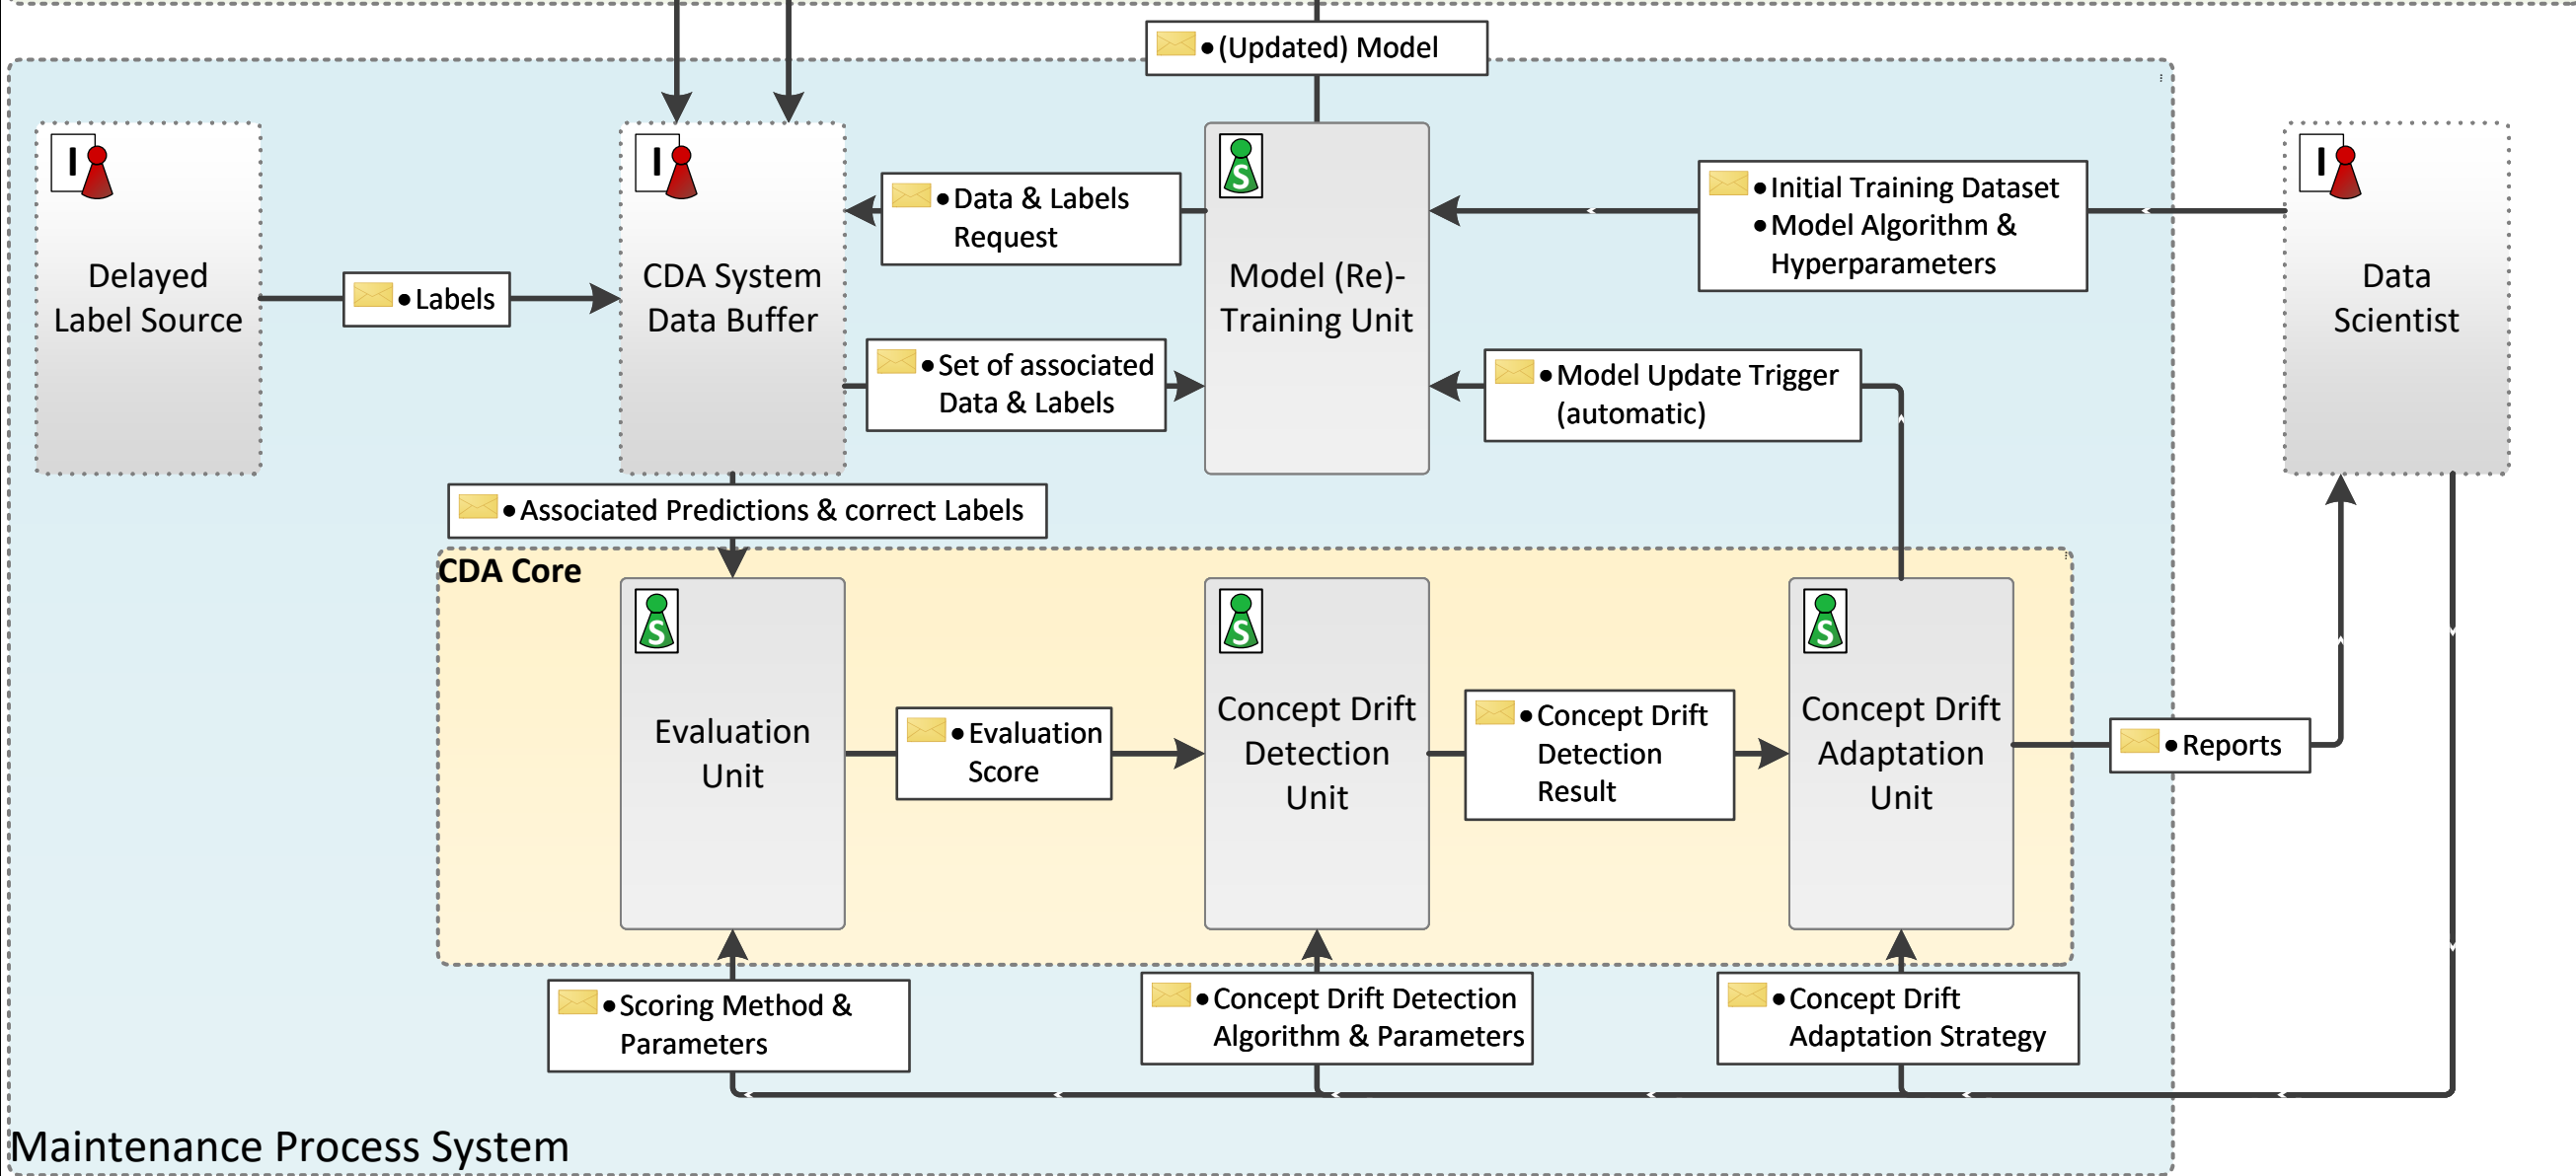 • (Updated) Model
I
Delayed
Label Source
• Labels
I
CDA System
Data Buffer
• Data & Labels
Request
• Set of associated
Data & Labels
S
Model (Re)-
Training Unit
• Initial Training Dataset
• Model Algorithm &
Hyperparameters
• Model Update Trigger
(automatic)
I
Data
Scientist
• Associated Predictions & correct Labels
CDA Core
S
Evaluation
Unit
• Evaluation
Score
S
Concept Drift
Detection
Unit
• Concept Drift
Detection
Result
S
Concept Drift
Adaptation
Unit
• Reports
• Scoring Method &
Parameters
• Concept Drift Detection
Algorithm & Parameters
• Concept Drift
Adaptation Strategy
Maintenance Process System